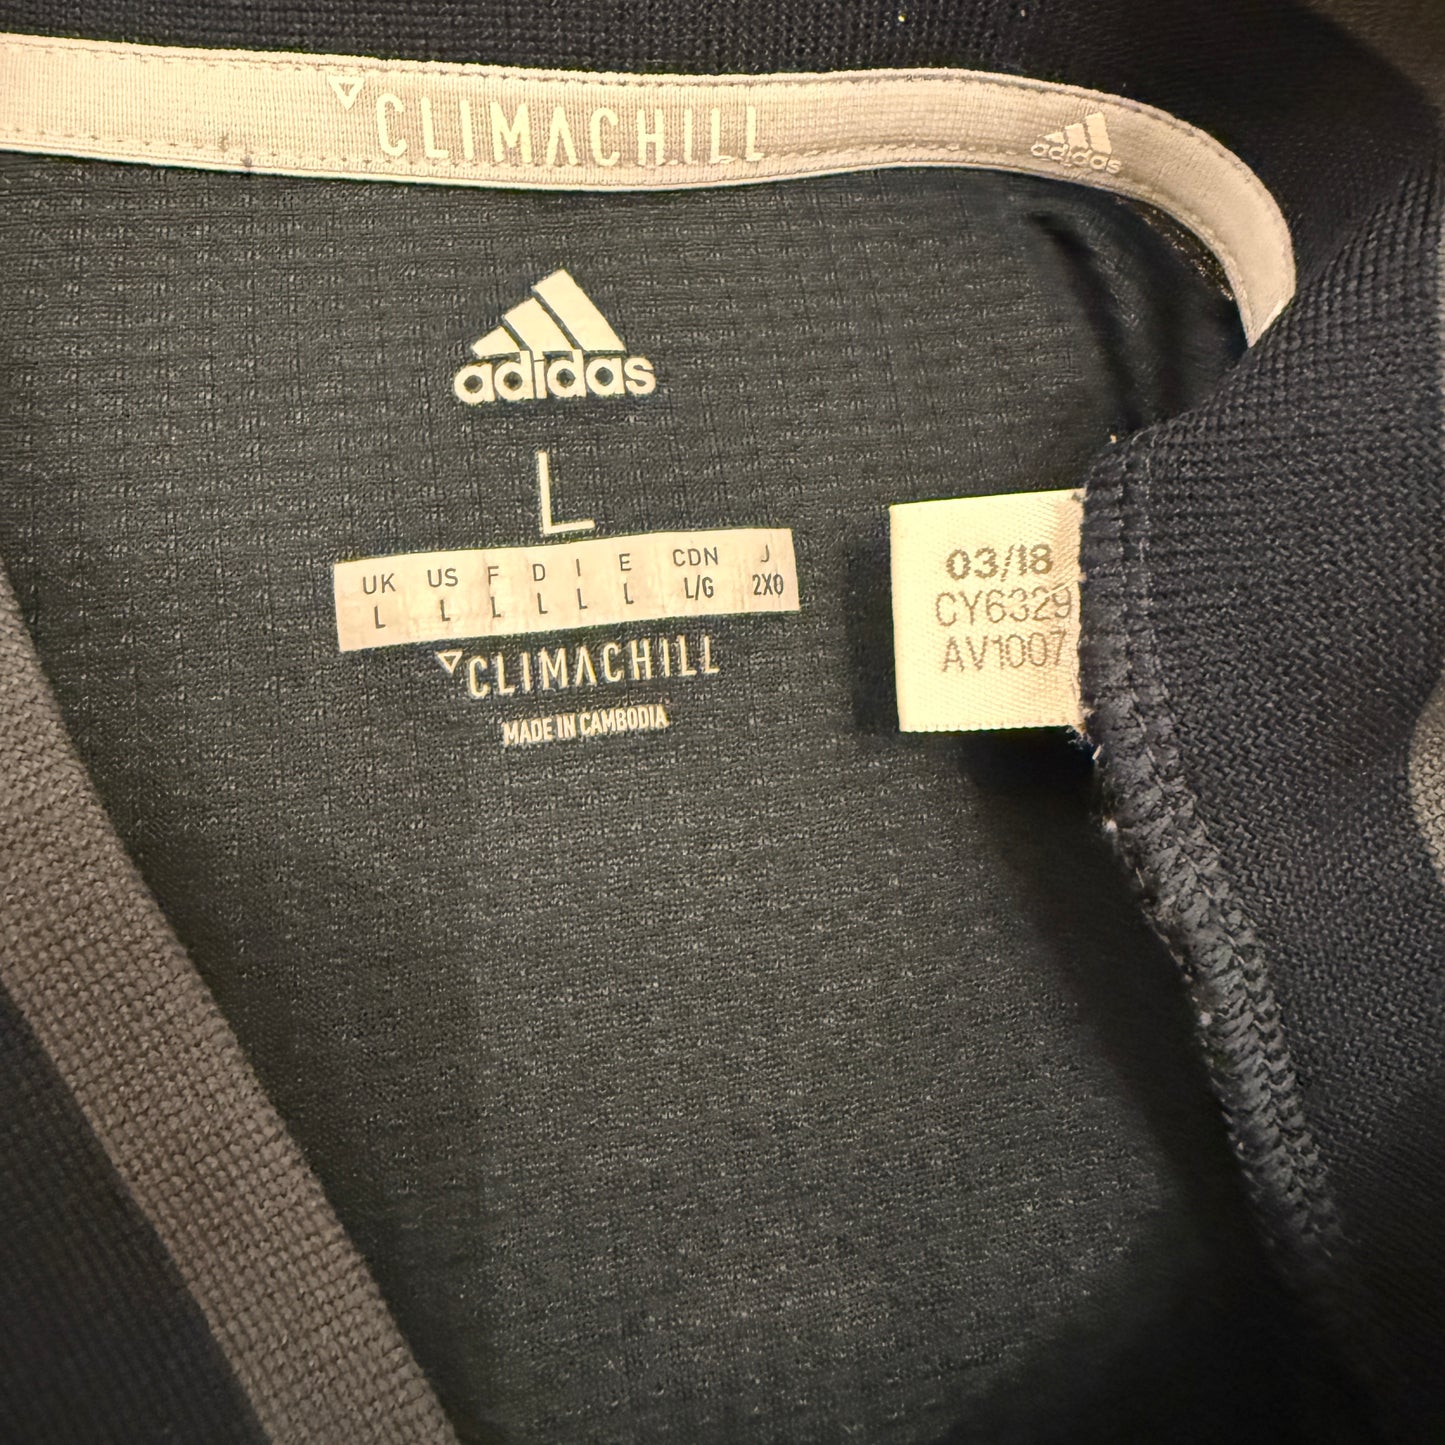 CLIMACHILL
adidas
adidas
L
UK US F D I E CDN J
L L L L L L L/G 2XO
CLIMACHILL
MADE IN CAMBODIA
03/18
CY6329
AV1007